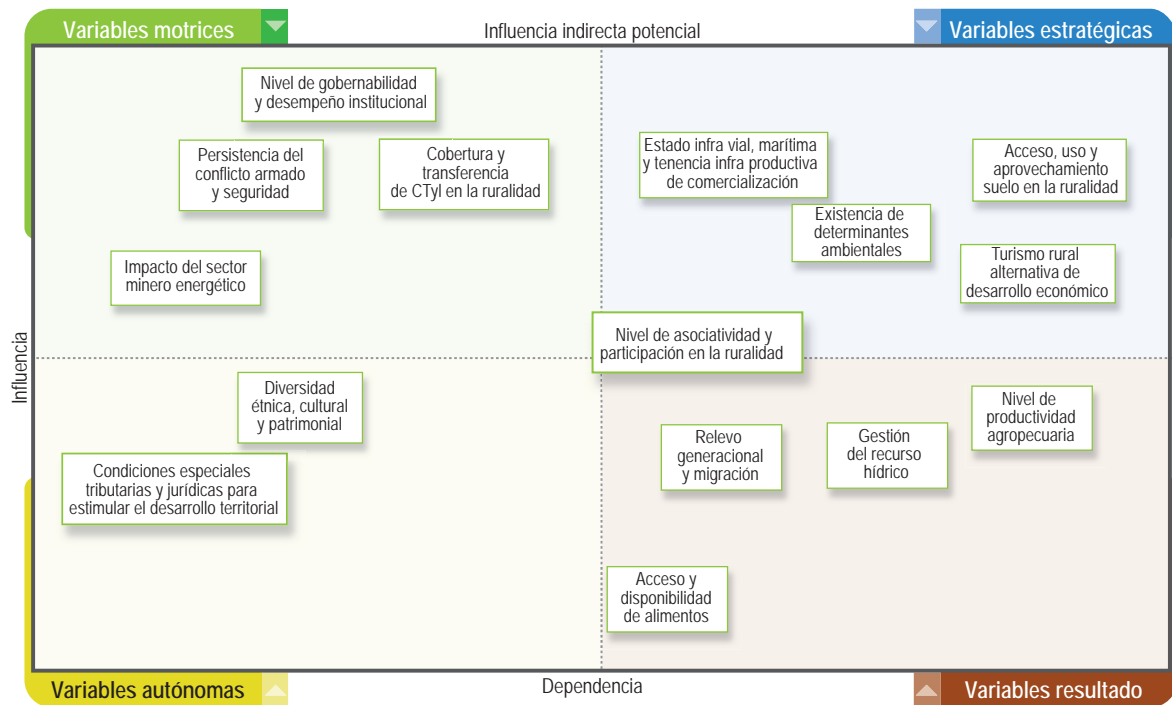 Variables motrices
Influencia indirecta potencial
Variables estratégicas
Nivel de gobernabilidad
y desempeño institucional
Persistencia del
conflicto armado
y seguridad
Cobertura y
transferencia
de CTyI en la ruralidad
Impacto del sector
minero energético
Estado infra vial, marítima
y tenencia infra productiva
de comercialización
Acceso, uso y
aprovechamiento
suelo en la ruralidad
Existencia de
determinantes
ambientales
Turismo rural
alternativa de
desarrollo económico
Nivel de asociatividad y
participación en la ruralidad
Influencia
Diversidad
étnica, cultural
y patrimonial
Condiciones especiales
tributarias y jurídicas para
estimular el desarrollo territorial
Relevo
generacional
y migración
Gestión
del recurso
hídrico
Nivel de
productividad
agropecuaria
Acceso y
disponibilidad
de alimentos
Variables autónomas
Dependencia
Variables resultado